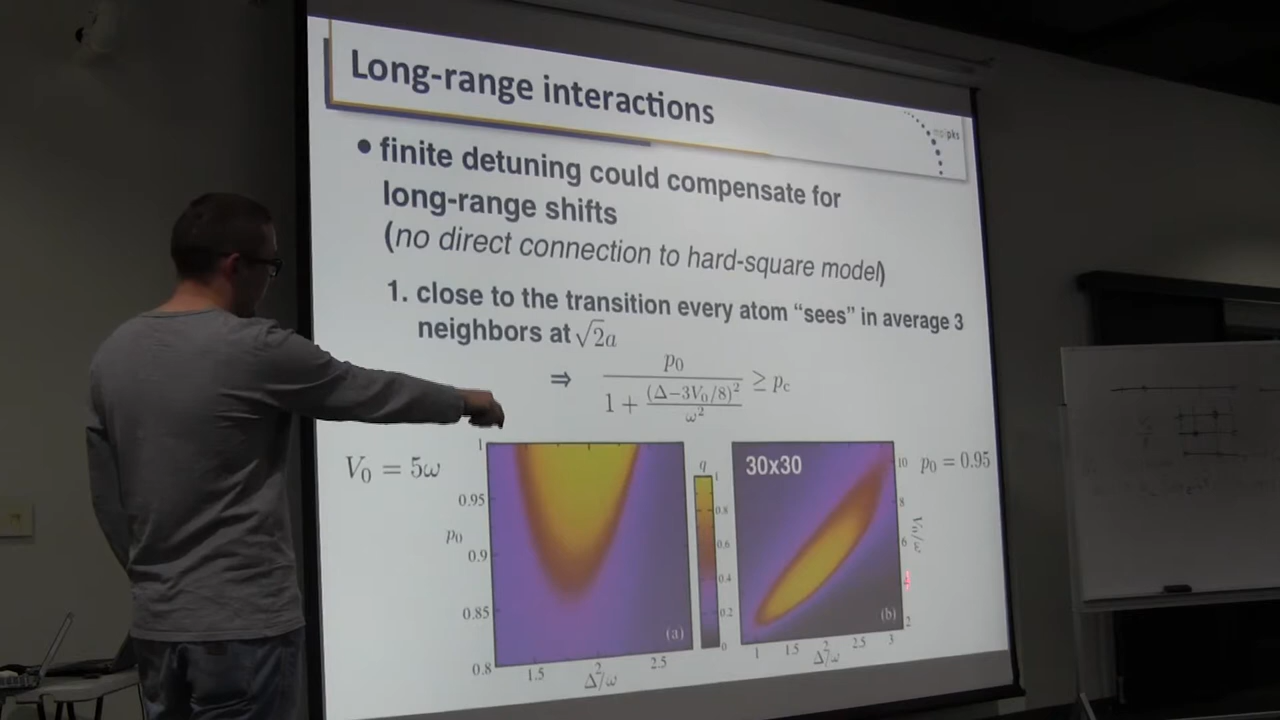 Long-range interactions
mpipks
• finite detuning could compensate for
long-range shifts
(no direct connection to hard-square model)
1. close to the transition every atom “sees” in average 3
neighbors at √2a
⇒ p₀ / (1 + (Δ−3V₀/8)²/ω²) ≥ p_c
V₀ = 5ω
1
0.95
p₀
0.9
0.85
0.8
1.5
2
2.5
Δ/ω
(a)
q
1
0.8
0.6
0.4
0.2
0
30x30
(b)
p₀ = 0.95
10
8
6
2
V₀/ω
1
1.5
2
2.5
3
Δ/ω